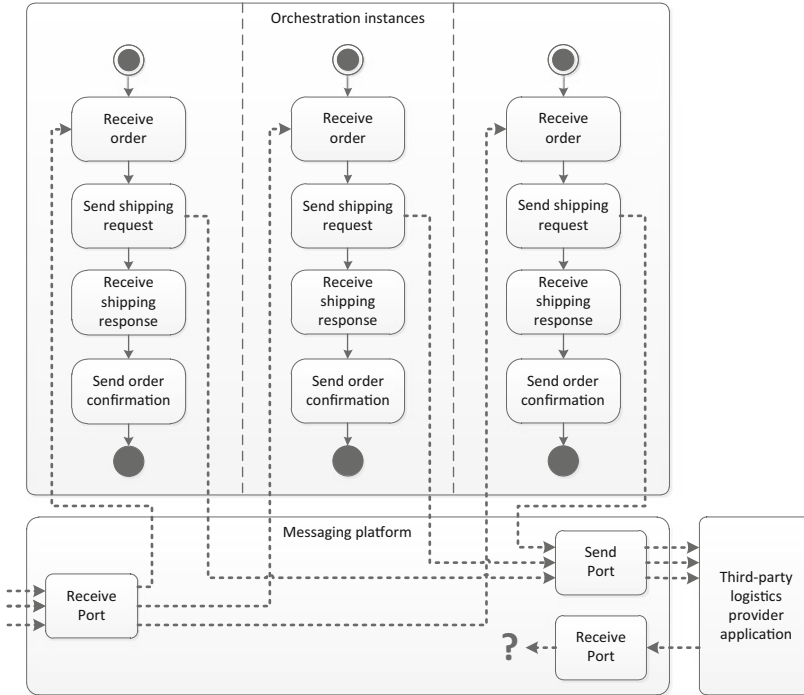 Orchestration instances
Receive
order
Send shipping
request
Receive
shipping
response
Send order
confirmation
Receive
order
Send shipping
request
Receive
shipping
response
Send order
confirmation
Receive
order
Send shipping
request
Receive
shipping
response
Send order
confirmation
Messaging platform
Receive
Port
Send
Port
?
Receive
Port
Third-party
logistics
provider
application